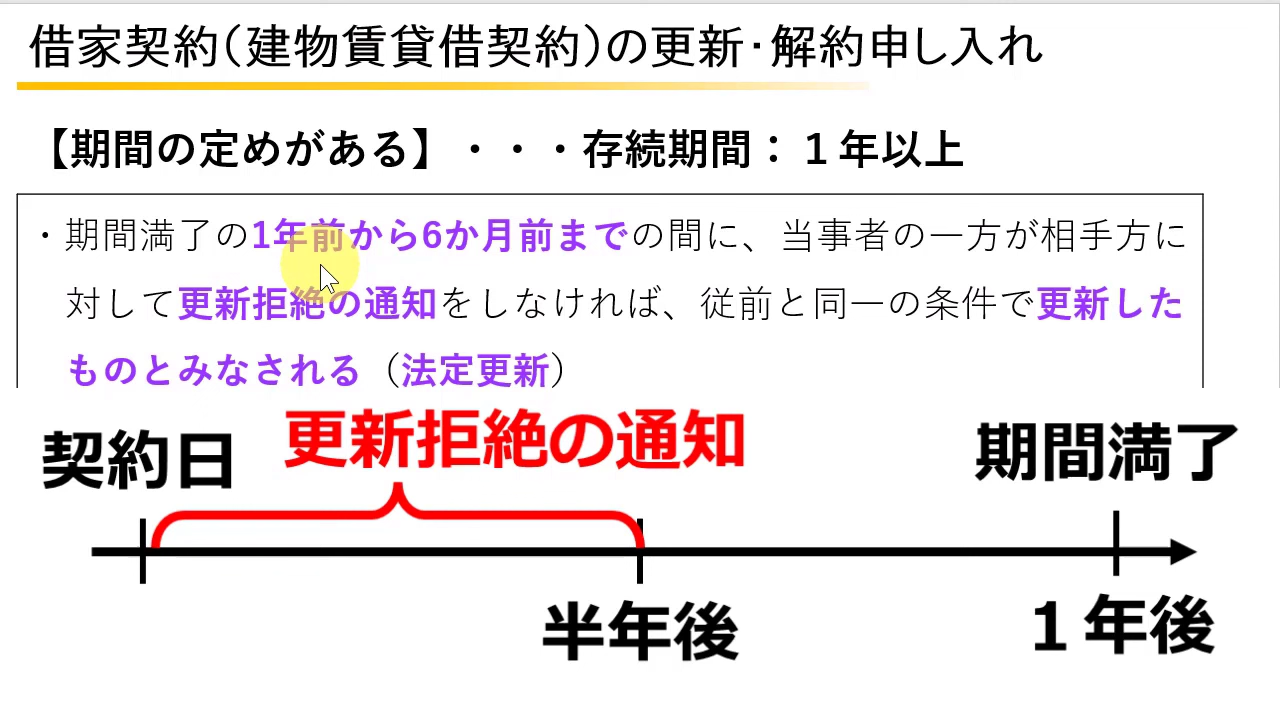 借家契約(建物賃貸借契約)の更新・解約申し入れ
【期間の定めがある】・・・存続期間：１年以上
・期間満了の1年前から6か月前までの間に、当事者の一方が相手方に
対して更新拒絶の通知をしなければ、従前と同一の条件で更新した
ものとみなされる（法定更新）
更新拒絶の通知
契約日
期間満了
半年後
１年後